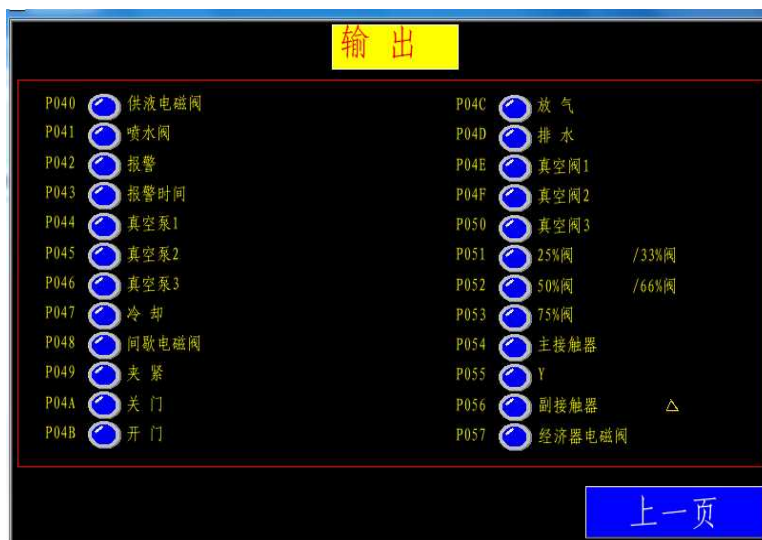 输 出
P040 供液电磁阀
P041 喷水阀
P042 报警
P043 报警时间
P044 真空泵1
P045 真空泵2
P046 真空泵3
P047 冷 却
P048 间歇电磁阀
P049 夹 紧
P04A 关 门
P04B 开 门
P04C 放 气
P04D 排 水
P04E 真空阀1
P04F 真空阀2
P050 真空阀3
P051 25%阀 /33%阀
P052 50%阀 /66%阀
P053 75%阀
P054 主接触器
P055 Y
P056 副接触器 △
P057 经济器电磁阀
上一页